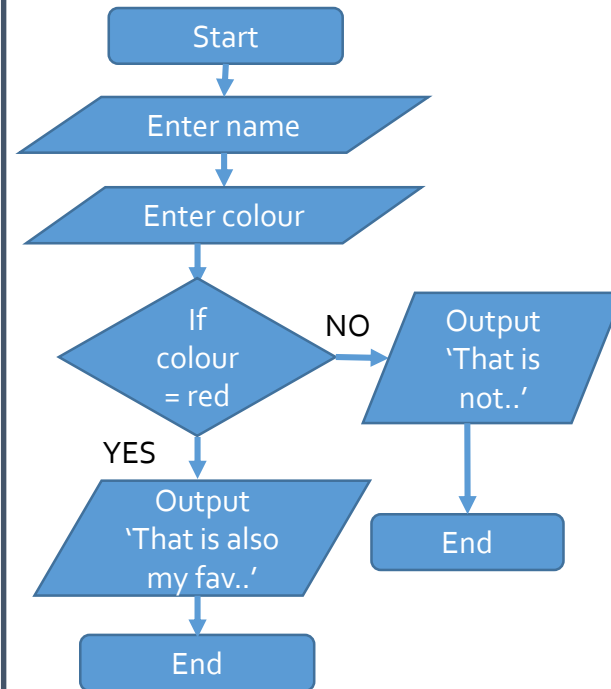 Start
Enter name
Enter colour
If
colour
= red
NO
Output
‘That is
not..’
End
YES
Output
‘That is also
my fav..’
End